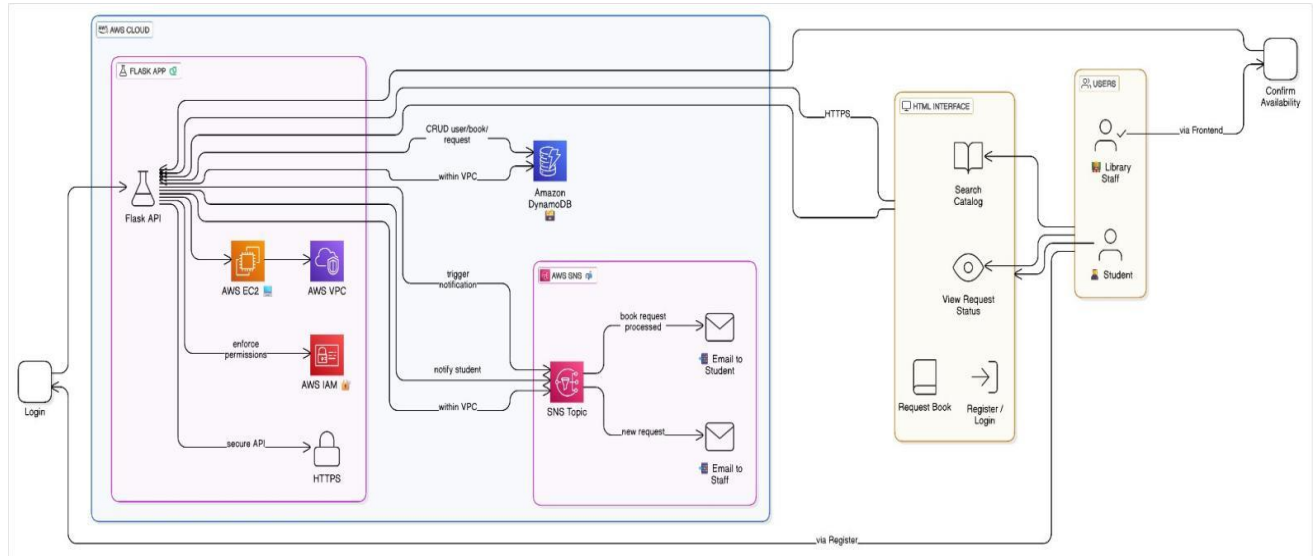 aws AWS CLOUD
FLASK APP
Flask API
CRUD user/book/
request
within VPC
Amazon
DynamoDB
AWS EC2
AWS VPC
enforce
permissions
AWS IAM
secure API
HTTPS
Login
trigger
notification
notify student
within VPC
AWS SNS
SNS Topic
book request
processed
Email to
Student
new request
Email to
Staff
HTTPS
HTML INTERFACE
Search
Catalog
View Request
Status
Request Book
Register /
Login
USERS
Library
Staff
Student
via Frontend
Confirm
Availability
via Register